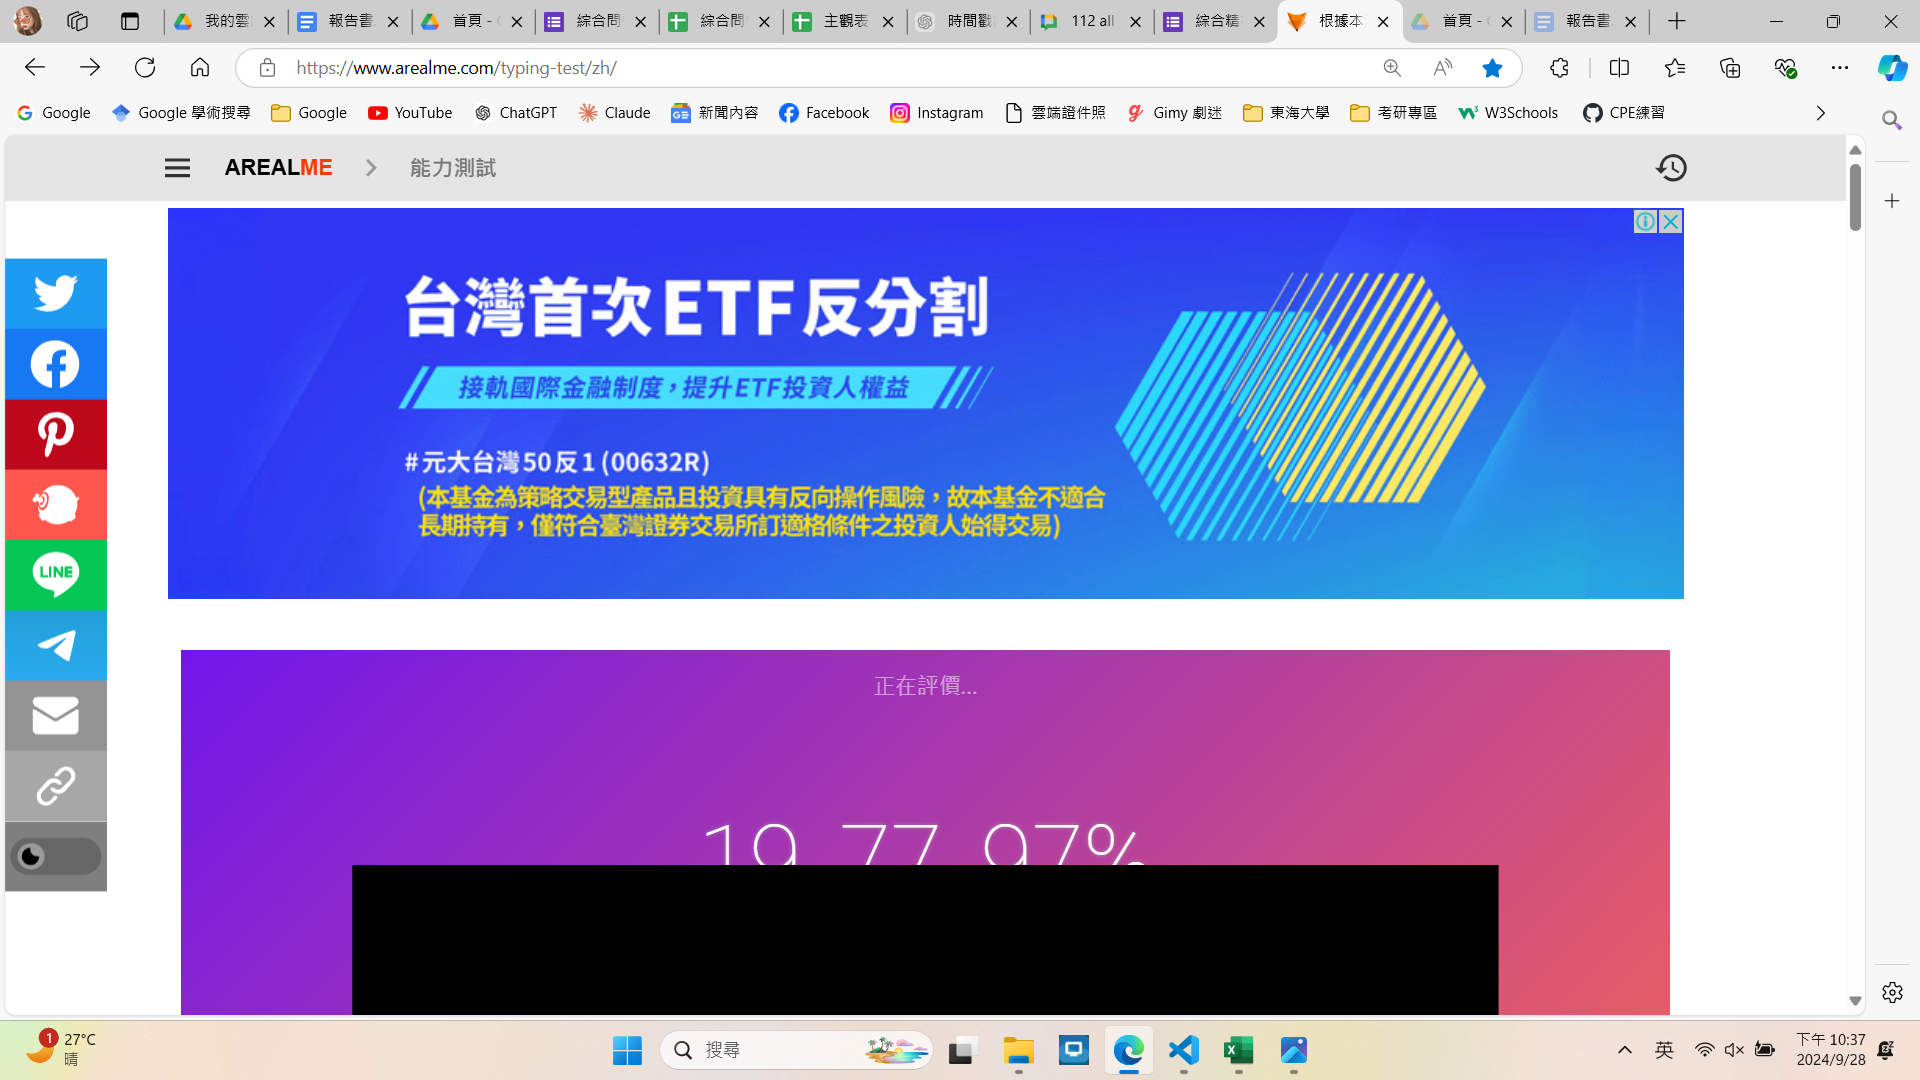 我的雲
報告書
首頁 - 
綜合問
綜合問
主觀表
時間戳
112 all
綜合精
根據本
首頁 - 
報告書
https://www.arealme.com/typing-test/zh/
Google
Google 學術搜尋
Google
YouTube
ChatGPT
Claude
新聞內容
Facebook
Instagram
雲端證件照
Gimy 劇迷
東海大學
考研專區
W3Schools
CPE練習
AREALME
能力測試
台灣首次ETF反分割
接軌國際金融制度，提升ETF投資人權益
#元大台灣50反1(00632R)
(本基金為策略交易型產品且投資具有反向操作風險，故本基金不適合
長期持有，僅符合臺灣證券交易所訂適格條件之投資人始得交易)
LINE
正在評價...
19 77 97%
1
27°C
晴
搜尋
英
下午 10:37
2024/9/28